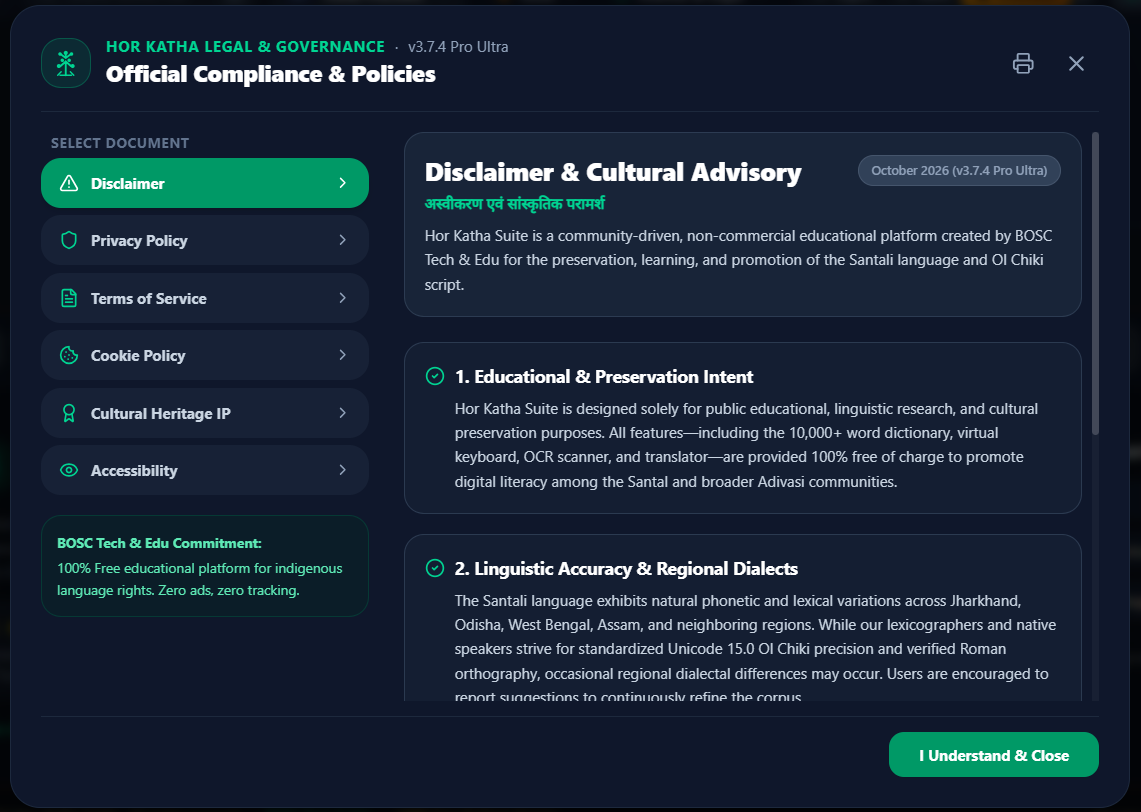 HOR KATHA LEGAL & GOVERNANCE · v3.7.4 Pro Ultra
Official Compliance & Policies
SELECT DOCUMENT
Disclaimer
Privacy Policy
Terms of Service
Cookie Policy
Cultural Heritage IP
Accessibility
BOSC Tech & Edu Commitment:
100% Free educational platform for indigenous
language rights. Zero ads, zero tracking.
Disclaimer & Cultural Advisory
October 2026 (v3.7.4 Pro Ultra)
अस्वीकरण एवं सांस्कृतिक परामर्श
Hor Katha Suite is a community-driven, non-commercial educational platform created by BOSC
Tech & Edu for the preservation, learning, and promotion of the Santali language and Ol Chiki
script.
1. Educational & Preservation Intent
Hor Katha Suite is designed solely for public educational, linguistic research, and cultural
preservation purposes. All features—including the 10,000+ word dictionary, virtual
keyboard, OCR scanner, and translator—are provided 100% free of charge to promote
digital literacy among the Santal and broader Adivasi communities.
2. Linguistic Accuracy & Regional Dialects
The Santali language exhibits natural phonetic and lexical variations across Jharkhand,
Odisha, West Bengal, Assam, and neighboring regions. While our lexicographers and native
speakers strive for standardized Unicode 15.0 Ol Chiki precision and verified Roman
orthography, occasional regional dialectal differences may occur. Users are encouraged to
report suggestions to continuously refine the corpus.
I Understand & Close